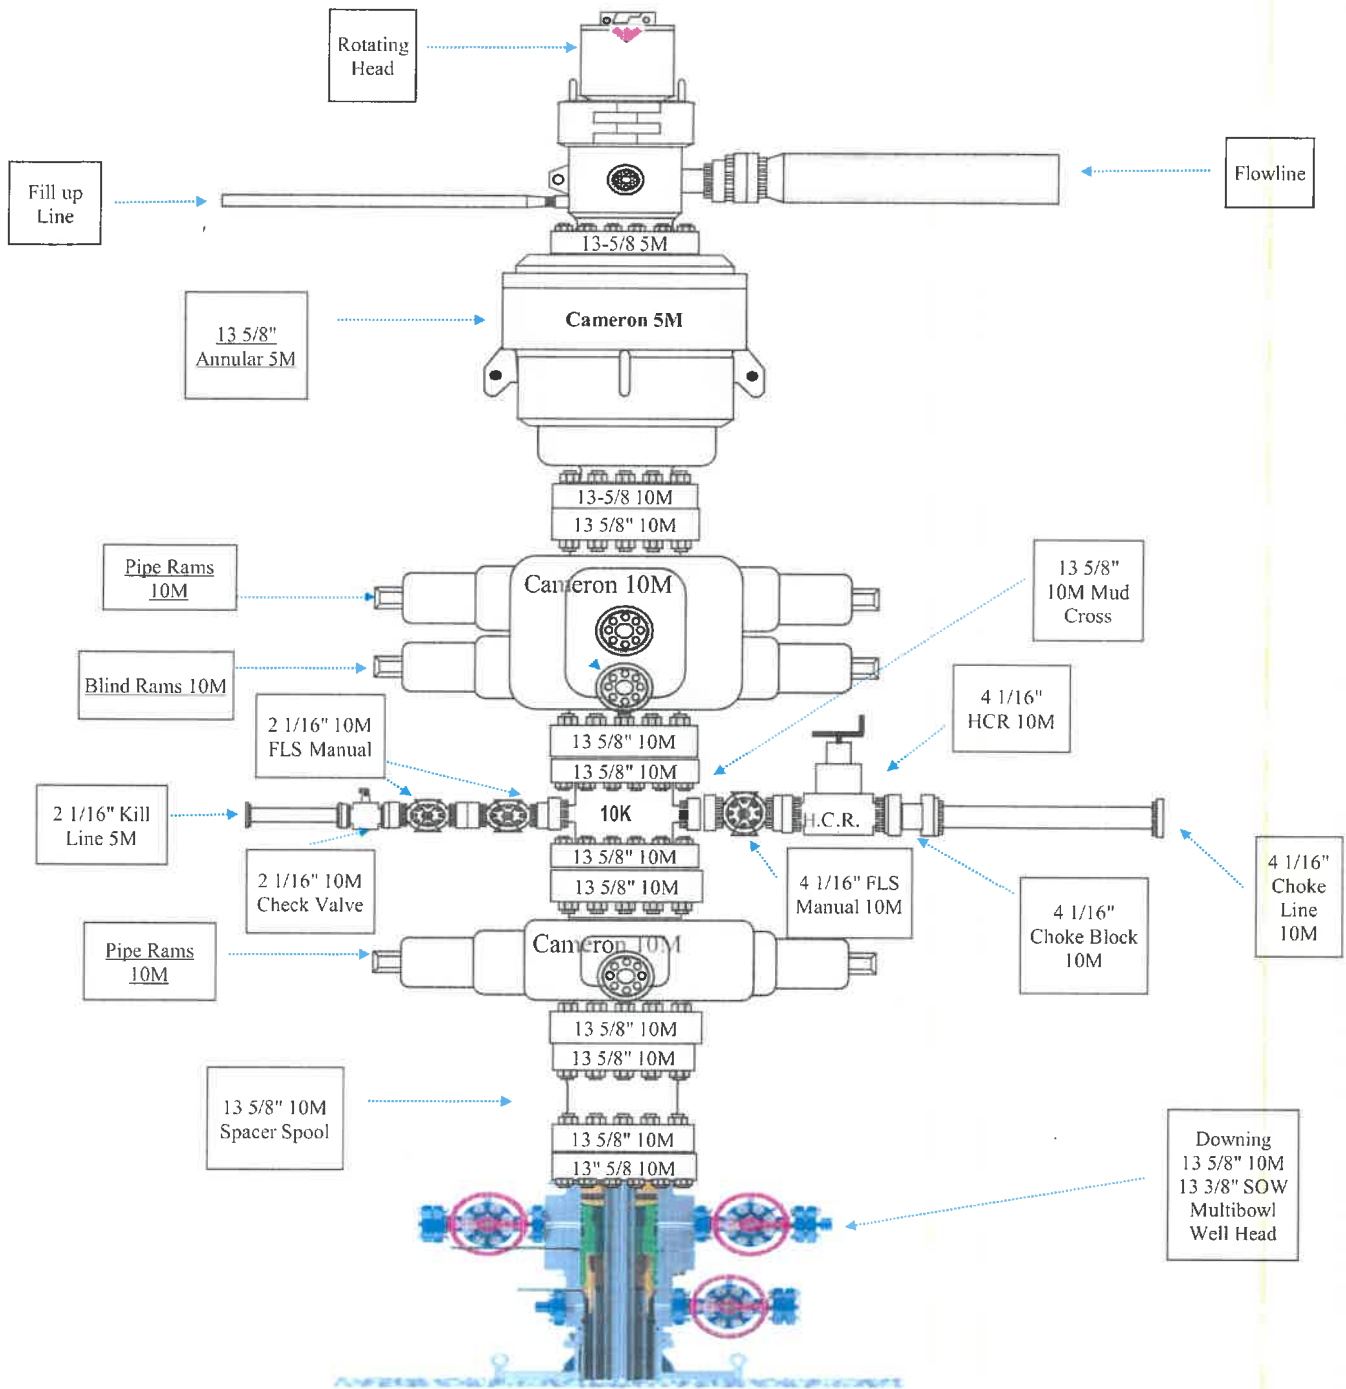 Rotating
Head
Fill up
Line
Flowline
13-5/8 5M
13 5/8"
Annular 5M
Cameron 5M
13-5/8 10M
13 5/8" 10M
Pipe Rams
10M
Cameron 10M
13 5/8"
10M Mud
Cross
Blind Rams 10M
2 1/16" 10M
FLS Manual
4 1/16"
HCR 10M
13 5/8" 10M
13 5/8" 10M
2 1/16" Kill
Line 5M
10K
H.C.R.
13 5/8" 10M
13 5/8" 10M
2 1/16" 10M
Check Valve
4 1/16" FLS
Manual 10M
4 1/16"
Choke Block
10M
4 1/16"
Choke
Line
10M
Pipe Rams
10M
Cameron 10M
13 5/8" 10M
13 5/8" 10M
13 5/8" 10M
Spacer Spool
13 5/8" 10M
13" 5/8 10M
Downing
13 5/8" 10M
13 3/8" SOW
Multibowl
Well Head